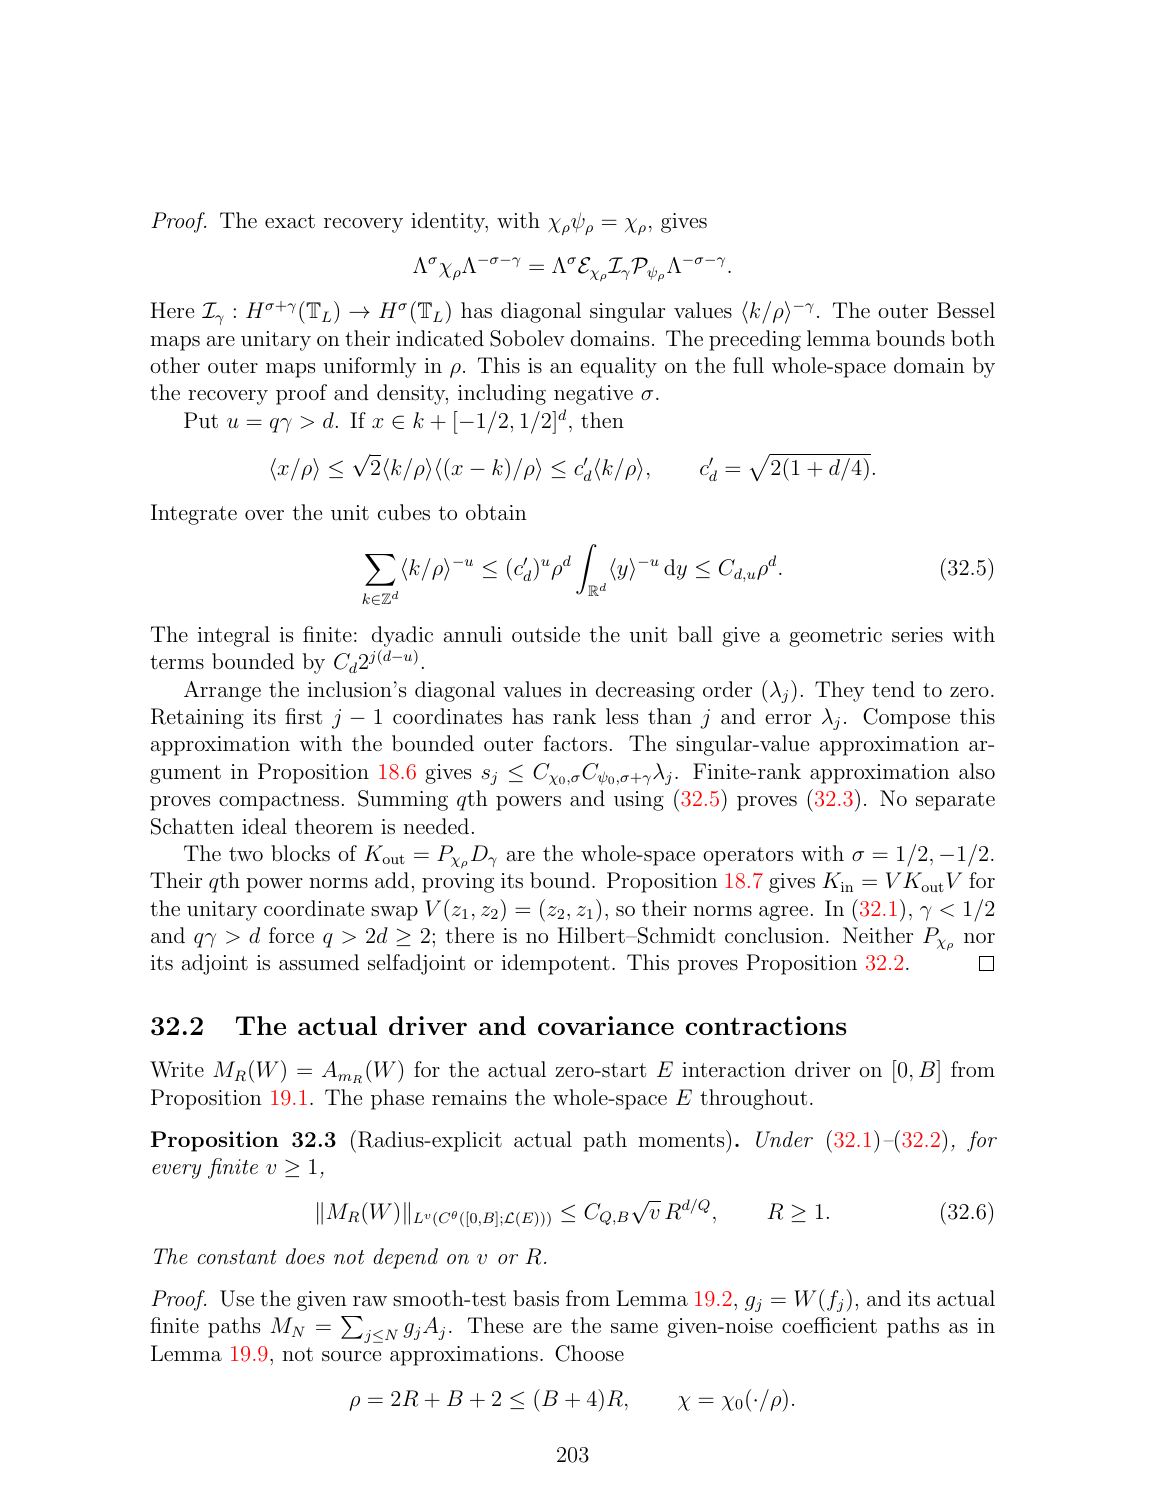 Proof. The exact recovery identity, with χ_ρψ_ρ = χ_ρ, gives
Λ^σ χ_ρ Λ^{−σ−γ} = Λ^σ ℰ_{χ_ρ} ℐ_γ 𝒫_{ψ_ρ} Λ^{−σ−γ}.
Here ℐ_γ : H^{σ+γ}(𝕋_L) → H^σ(𝕋_L) has diagonal singular values ⟨k/ρ⟩^{−γ}. The outer Bessel
maps are unitary on their indicated Sobolev domains. The preceding lemma bounds both
other outer maps uniformly in ρ. This is an equality on the full whole-space domain by
the recovery proof and density, including negative σ.
Put u = qγ > d. If x ∈ k + [−1/2, 1/2]^d, then
⟨x/ρ⟩ ≤ √2⟨k/ρ⟩⟨(x − k)/ρ⟩ ≤ c′_d⟨k/ρ⟩, c′_d = √(2(1 + d/4)).
Integrate over the unit cubes to obtain
∑_{k∈ℤ^d} ⟨k/ρ⟩^{−u} ≤ (c′_d)^u ρ^d ∫_{ℝ^d} ⟨y⟩^{−u} dy ≤ C_{d,u}ρ^d. (32.5)
The integral is finite: dyadic annuli outside the unit ball give a geometric series with
terms bounded by C_d 2^{j(d−u)}.
Arrange the inclusion's diagonal values in decreasing order (λ_j). They tend to zero.
Retaining its first j − 1 coordinates has rank less than j and error λ_j. Compose this
approximation with the bounded outer factors. The singular-value approximation ar-
gument in Proposition 18.6 gives s_j ≤ C_{χ_0,σ}C_{ψ_0,σ+γ}λ_j. Finite-rank approximation also
proves compactness. Summing qth powers and using (32.5) proves (32.3). No separate
Schatten ideal theorem is needed.
The two blocks of K_out = P_{χ_ρ}D_γ are the whole-space operators with σ = 1/2, −1/2.
Their qth power norms add, proving its bound. Proposition 18.7 gives K_in = V K_out V for
the unitary coordinate swap V(z_1, z_2) = (z_2, z_1), so their norms agree. In (32.1), γ < 1/2
and qγ > d force q > 2d ≥ 2; there is no Hilbert–Schmidt conclusion. Neither P_{χ_ρ} nor
its adjoint is assumed selfadjoint or idempotent. This proves Proposition 32.2. □
32.2 The actual driver and covariance contractions
Write M_R(W) = A_{m_R}(W) for the actual zero-start E interaction driver on [0, B] from
Proposition 19.1. The phase remains the whole-space E throughout.
Proposition 32.3 (Radius-explicit actual path moments). Under (32.1)–(32.2), for
every finite v ≥ 1,
‖M_R(W)‖_{L^v(C^θ([0,B];ℒ(E)))} ≤ C_{Q,B}√v R^{d/Q}, R ≥ 1. (32.6)
The constant does not depend on v or R.
Proof. Use the given raw smooth-test basis from Lemma 19.2, g_j = W(f_j), and its actual
finite paths M_N = ∑_{j≤N} g_jA_j. These are the same given-noise coefficient paths as in
Lemma 19.9, not source approximations. Choose
ρ = 2R + B + 2 ≤ (B + 4)R, χ = χ_0(·/ρ).
203